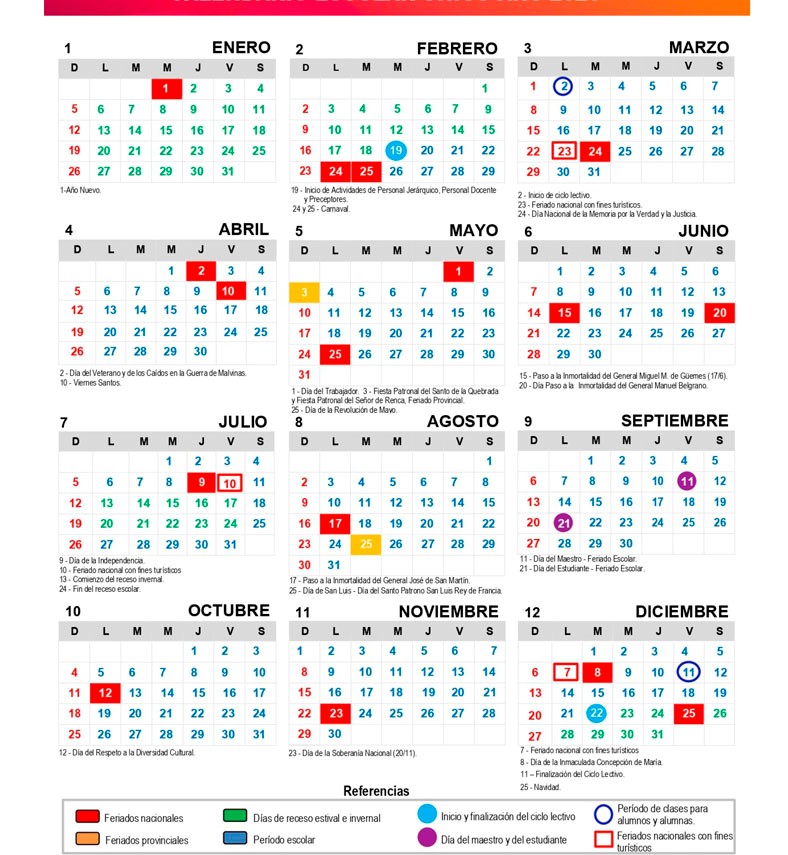 1 ENERO
D L M M J V S
1 2 3 4
5 6 7 8 9 10 11
12 13 14 15 16 17 18
19 20 21 22 23 24 25
26 27 28 29 30 31
1-Año Nuevo.
2 FEBRERO
D L M M J V S
1
2 3 4 5 6 7 8
9 10 11 12 13 14 15
16 17 18 19 20 21 22
23 24 25 26 27 28 29
19 - Inicio de Actividades de Personal Jerárquico, Personal Docente
y Preceptores.
24 y 25 - Carnaval.
3 MARZO
D L M M J V S
1 2 3 4 5 6 7
8 9 10 11 12 13 14
15 16 17 18 19 20 21
22 23 24 25 26 27 28
29 30 31
2 - Inicio de ciclo lectivo.
23 - Feriado nacional con fines turísticos.
24 - Día Nacional de la Memoria por la Verdad y la Justicia.
4 ABRIL
D L M M J V S
1 2 3 4
5 6 7 8 9 10 11
12 13 14 15 16 17 18
19 20 21 22 23 24 25
26 27 28 29 30
2 - Día del Veterano y de los Caídos en la Guerra de Malvinas.
10 - Viernes Santos.
5 MAYO
D L M M J V S
1 2
3 4 5 6 7 8 9
10 11 12 13 14 15 16
17 18 19 20 21 22 23
24 25 26 27 28 29 30
31
1 - Día del Trabajador. 3 - Fiesta Patronal del Santo de la Quebrada
y Fiesta Patronal del Señor de Renca, Feriado Provincial.
25 - Día de la Revolución de Mayo.
6 JUNIO
D L M M J V S
1 2 3 4 5 6
7 8 9 10 11 12 13
14 15 16 17 18 19 20
21 22 23 24 25 26 27
28 29 30
15 - Paso a la Inmortalidad del General Miguel M. de Güemes (17/6).
20 - Día Paso a la Inmortalidad del General Manuel Belgrano.
7 JULIO
D L M M J V S
1 2 3 4
5 6 7 8 9 10 11
12 13 14 15 16 17 18
19 20 21 22 23 24 25
26 27 28 29 30 31
9 - Día de la Independencia.
10 - Feriado nacional con fines turísticos
13 - Comienzo del receso invernal.
24 - Fin del receso escolar.
8 AGOSTO
D L M M J V S
1
2 3 4 5 6 7 8
9 10 11 12 13 14 15
16 17 18 19 20 21 22
23 24 25 26 27 28 29
30 31
17 - Paso a la Inmortalidad del General José de San Martín.
25 - Día de San Luis - Día del Santo Patrono San Luis Rey de Francia.
9 SEPTIEMBRE
D L M M J V S
1 2 3 4 5
6 7 8 9 10 11 12
13 14 15 16 17 18 19
20 21 22 23 24 25 26
27 28 29 30
11 - Día del Maestro - Feriado Escolar.
21 - Día del Estudiante - Feriado Escolar.
10 OCTUBRE
D L M M J V S
1 2 3
4 5 6 7 8 9 10
11 12 13 14 15 16 17
18 19 20 21 22 23 24
25 26 27 28 29 30 31
12 - Día del Respeto a la Diversidad Cultural.
11 NOVIEMBRE
D L M M J V S
1 2 3 4 5 6 7
8 9 10 11 12 13 14
15 16 17 18 19 20 21
22 23 24 25 26 27 28
29 30
23 - Día de la Soberanía Nacional (20/11).
12 DICIEMBRE
D L M M J V S
1 2 3 4 5
6 7 8 9 10 11 12
13 14 15 16 17 18 19
20 21 22 23 24 25 26
27 28 29 30 31
7 - Feriado nacional con fines turísticos
8 - Día de la Inmaculada Concepción de María.
11 – Finalización del Ciclo Lectivo.
25 - Navidad.
Referencias
Feriados nacionales
Feriados provinciales
Días de receso estival e invernal
Período escolar
Inicio y finalización del ciclo lectivo
Día del maestro y del estudiante
Período de clases para
alumnos y alumnas.
Feriados nacionales con fines
turísticos